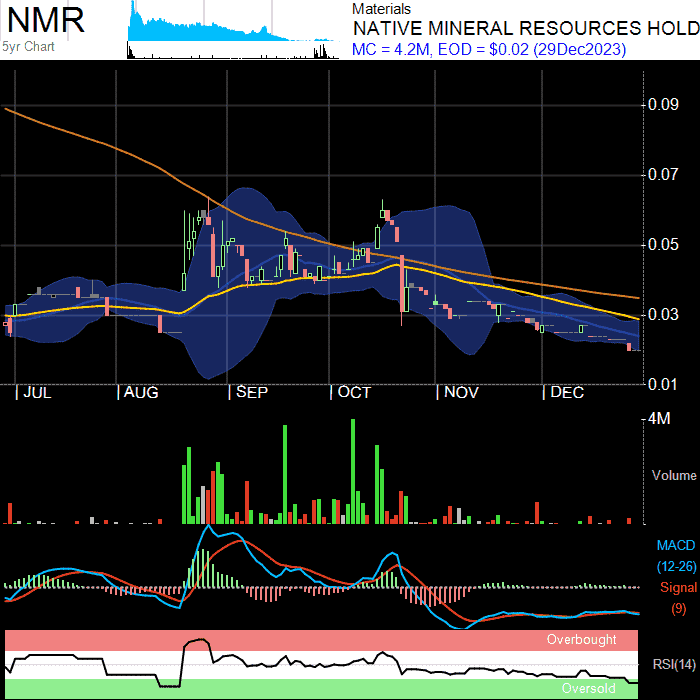 NMR
5yr Chart
Materials
NATIVE MINERAL RESOURCES HOLD
MC = 4.2M, EOD = $0.02 (29Dec2023)
0.09
0.07
0.05
0.03
0.01
| JUL | AUG | SEP | OCT | NOV | DEC
4M
Volume
MACD
(12-26)
Signal
(9)
Overbought
RSI(14)
Oversold